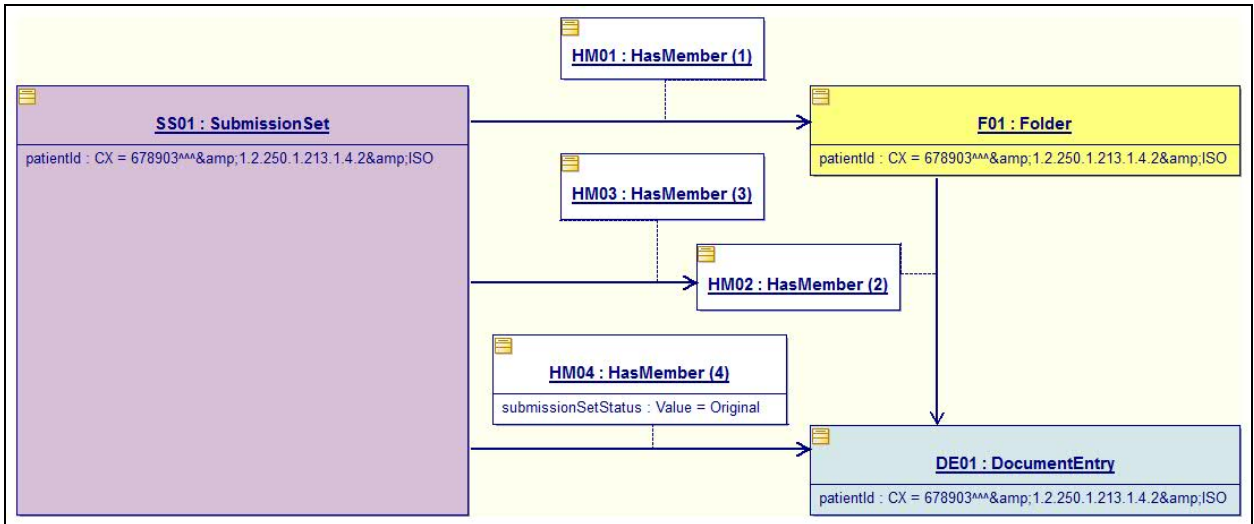 HM01 : HasMember (1)
SS01 : SubmissionSet
patientId : CX = 678903^^^&amp;1.2.250.1.213.1.4.2&amp;ISO
F01 : Folder
patientId : CX = 678903^^^&amp;1.2.250.1.213.1.4.2&amp;ISO
HM03 : HasMember (3)
HM02 : HasMember (2)
HM04 : HasMember (4)
submissionSetStatus : Value = Original
DE01 : DocumentEntry
patientId : CX = 678903^^^&amp;1.2.250.1.213.1.4.2&amp;ISO